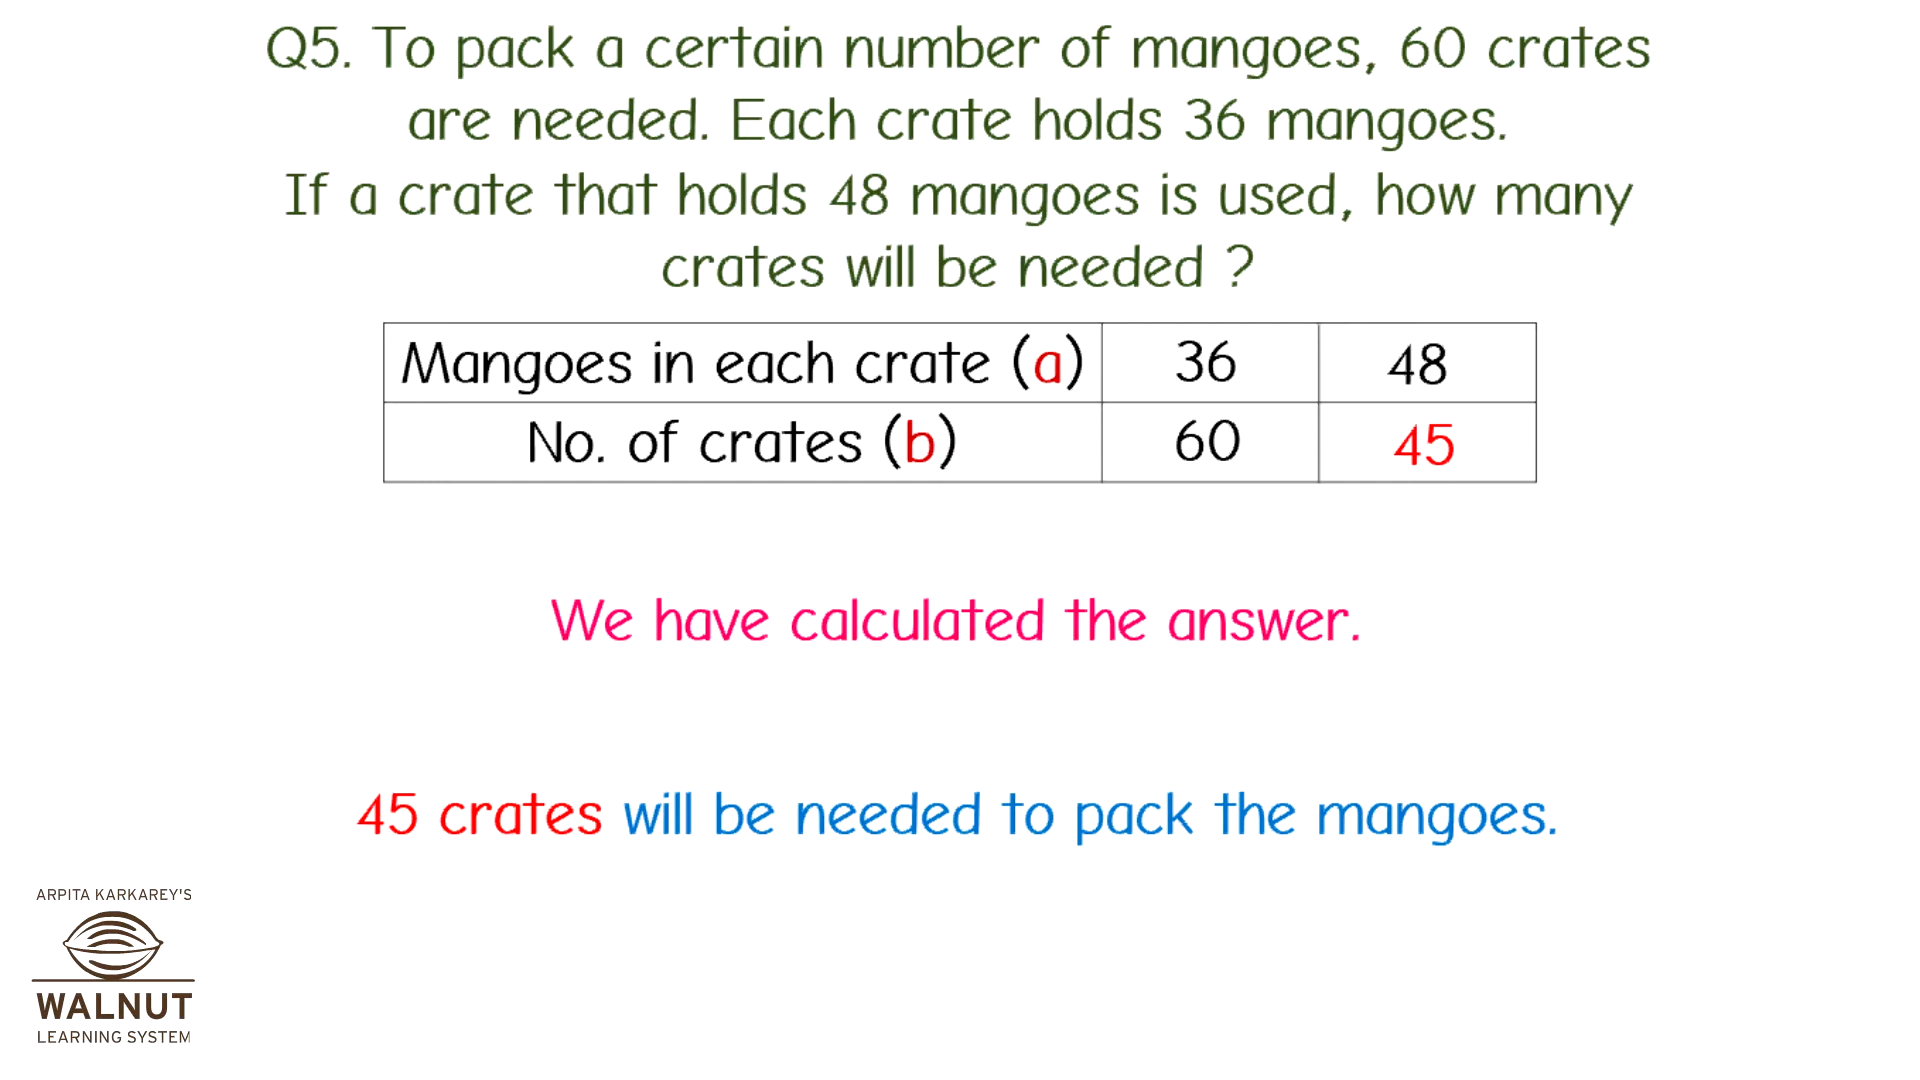 Q5. To pack a certain number of mangoes, 60 crates
are needed. Each crate holds 36 mangoes.
If a crate that holds 48 mangoes is used, how many
crates will be needed ?
Mangoes in each crate (a) 36 48
No. of crates (b) 60 45
We have calculated the answer.
45 crates will be needed to pack the mangoes.
ARPITA KARKAREY'S
WALNUT
LEARNING SYSTEM